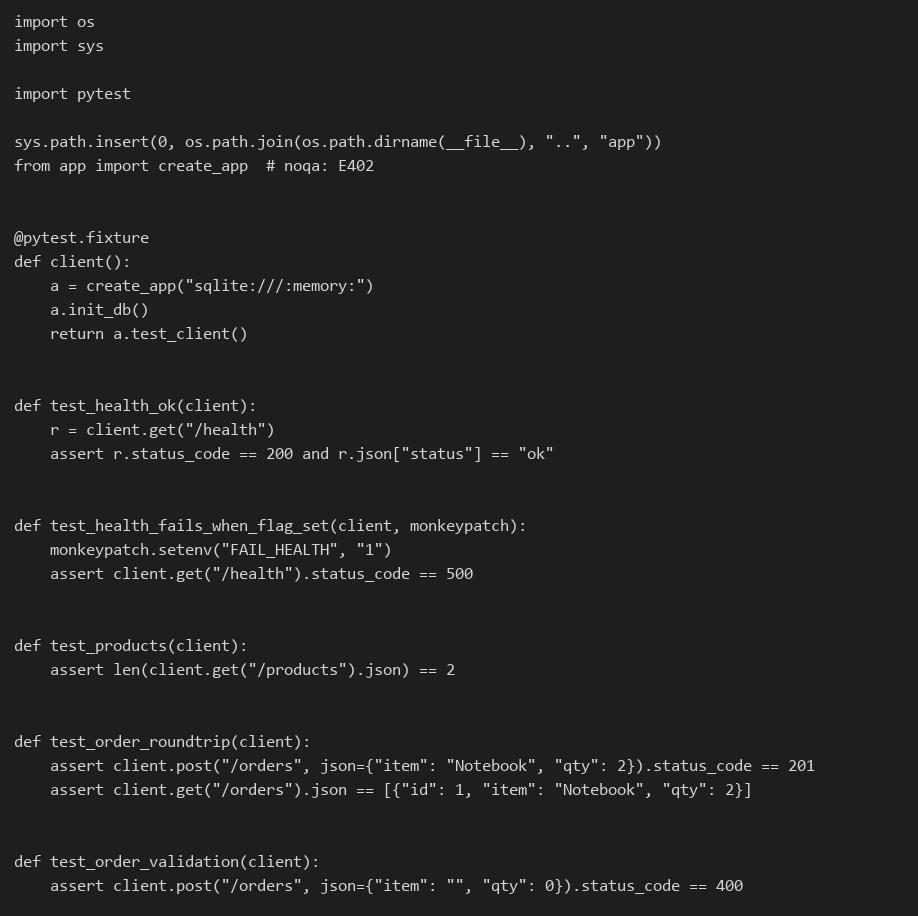 import os
import sys

import pytest

sys.path.insert(0, os.path.join(os.path.dirname(__file__), "..", "app"))
from app import create_app  # noqa: E402


@pytest.fixture
def client():
    a = create_app("sqlite:///:memory:")
    a.init_db()
    return a.test_client()


def test_health_ok(client):
    r = client.get("/health")
    assert r.status_code == 200 and r.json["status"] == "ok"


def test_health_fails_when_flag_set(client, monkeypatch):
    monkeypatch.setenv("FAIL_HEALTH", "1")
    assert client.get("/health").status_code == 500


def test_products(client):
    assert len(client.get("/products").json) == 2


def test_order_roundtrip(client):
    assert client.post("/orders", json={"item": "Notebook", "qty": 2}).status_code == 201
    assert client.get("/orders").json == [{"id": 1, "item": "Notebook", "qty": 2}]


def test_order_validation(client):
    assert client.post("/orders", json={"item": "", "qty": 0}).status_code == 400